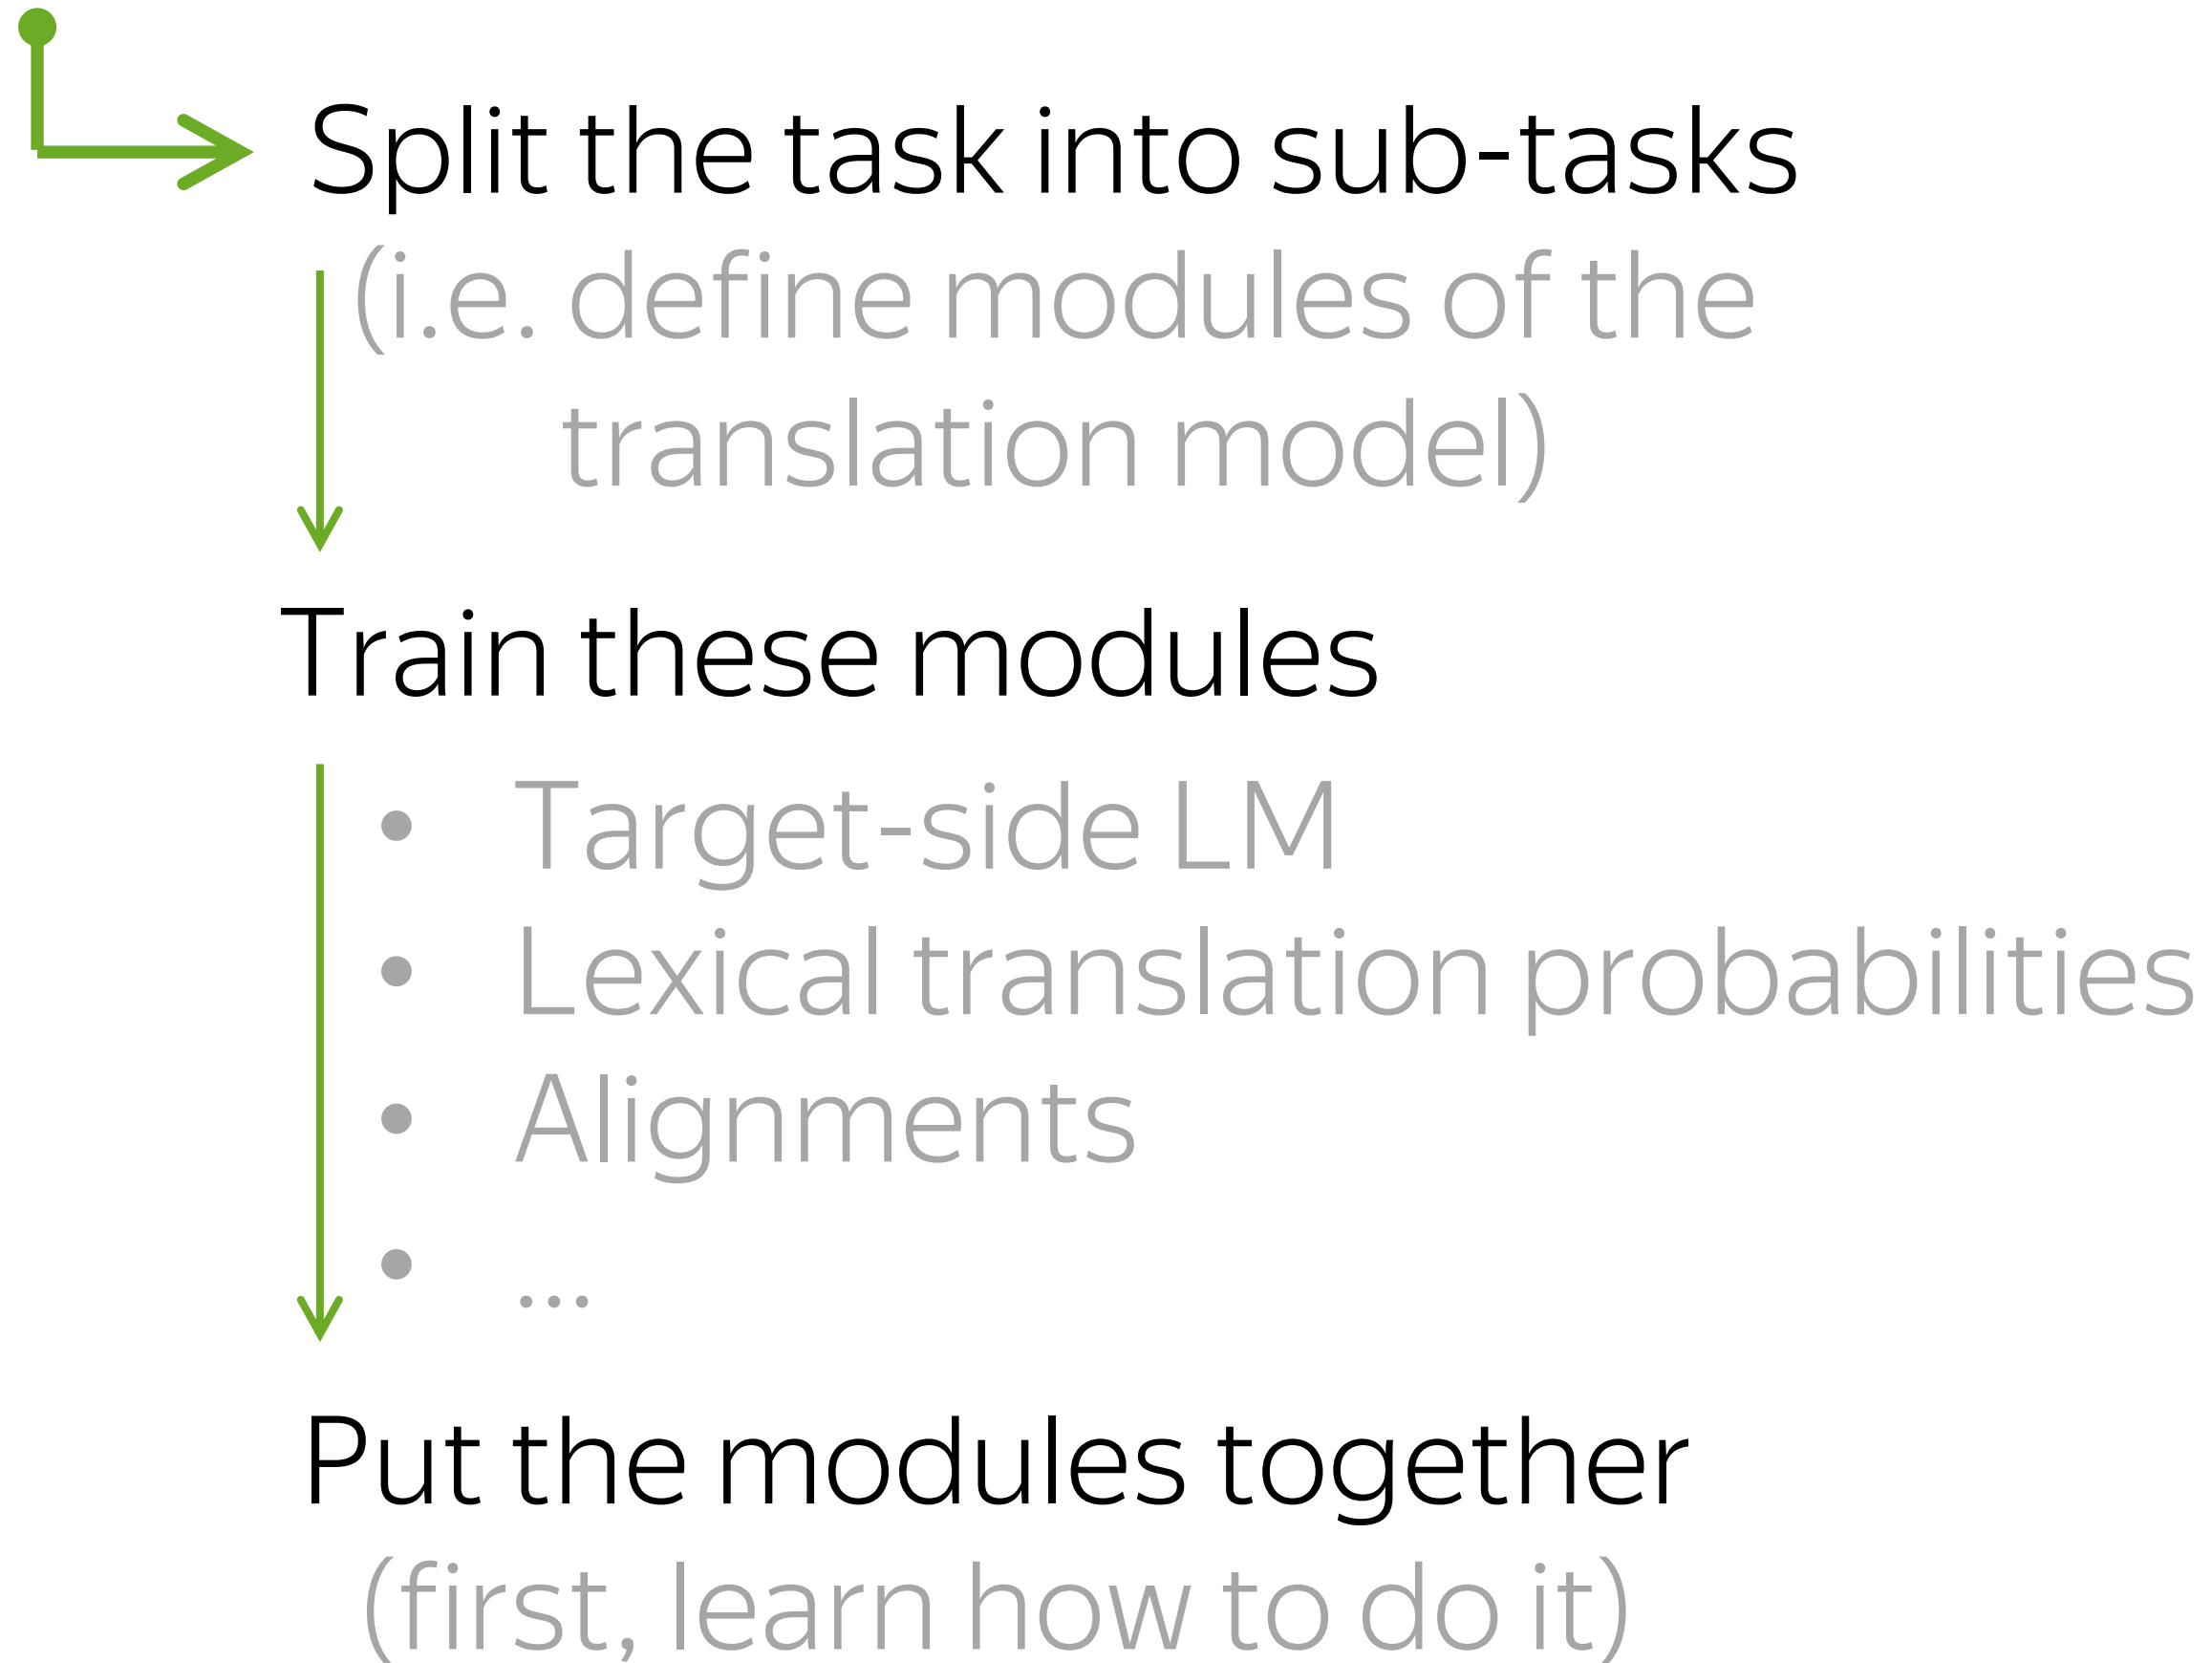 Split the task into sub-tasks
(i.e. define modules of the
translation model)
Train these modules
• Target-side LM
• Lexical translation probabilities
• Alignments
• ...
Put the modules together
(first, learn how to do it)